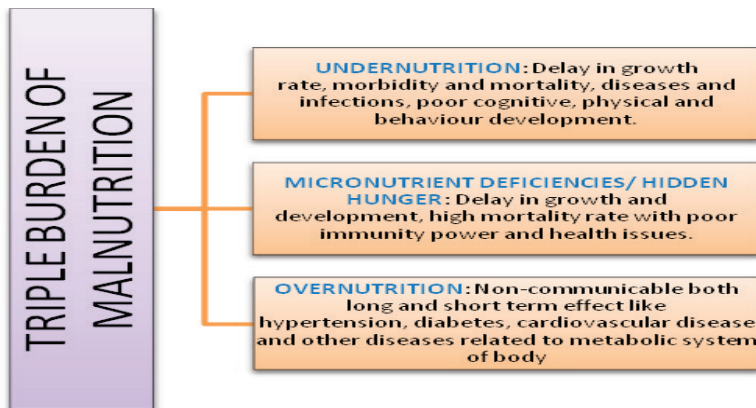 TRIPLE BURDEN OF
MALNUTRITION
UNDERNUTRITION: Delay in growth
rate, morbidity and mortality, diseases and
infections, poor cognitive, physical and
behaviour development.
MICRONUTRIENT DEFICIENCIES/ HIDDEN
HUNGER: Delay in growth and
development, high mortality rate with poor
immunity power and health issues.
OVERNUTRITION: Non-communicable both
long and short term effect like
hypertension, diabetes, cardiovascular disease
and other diseases related to metabolic system
of body